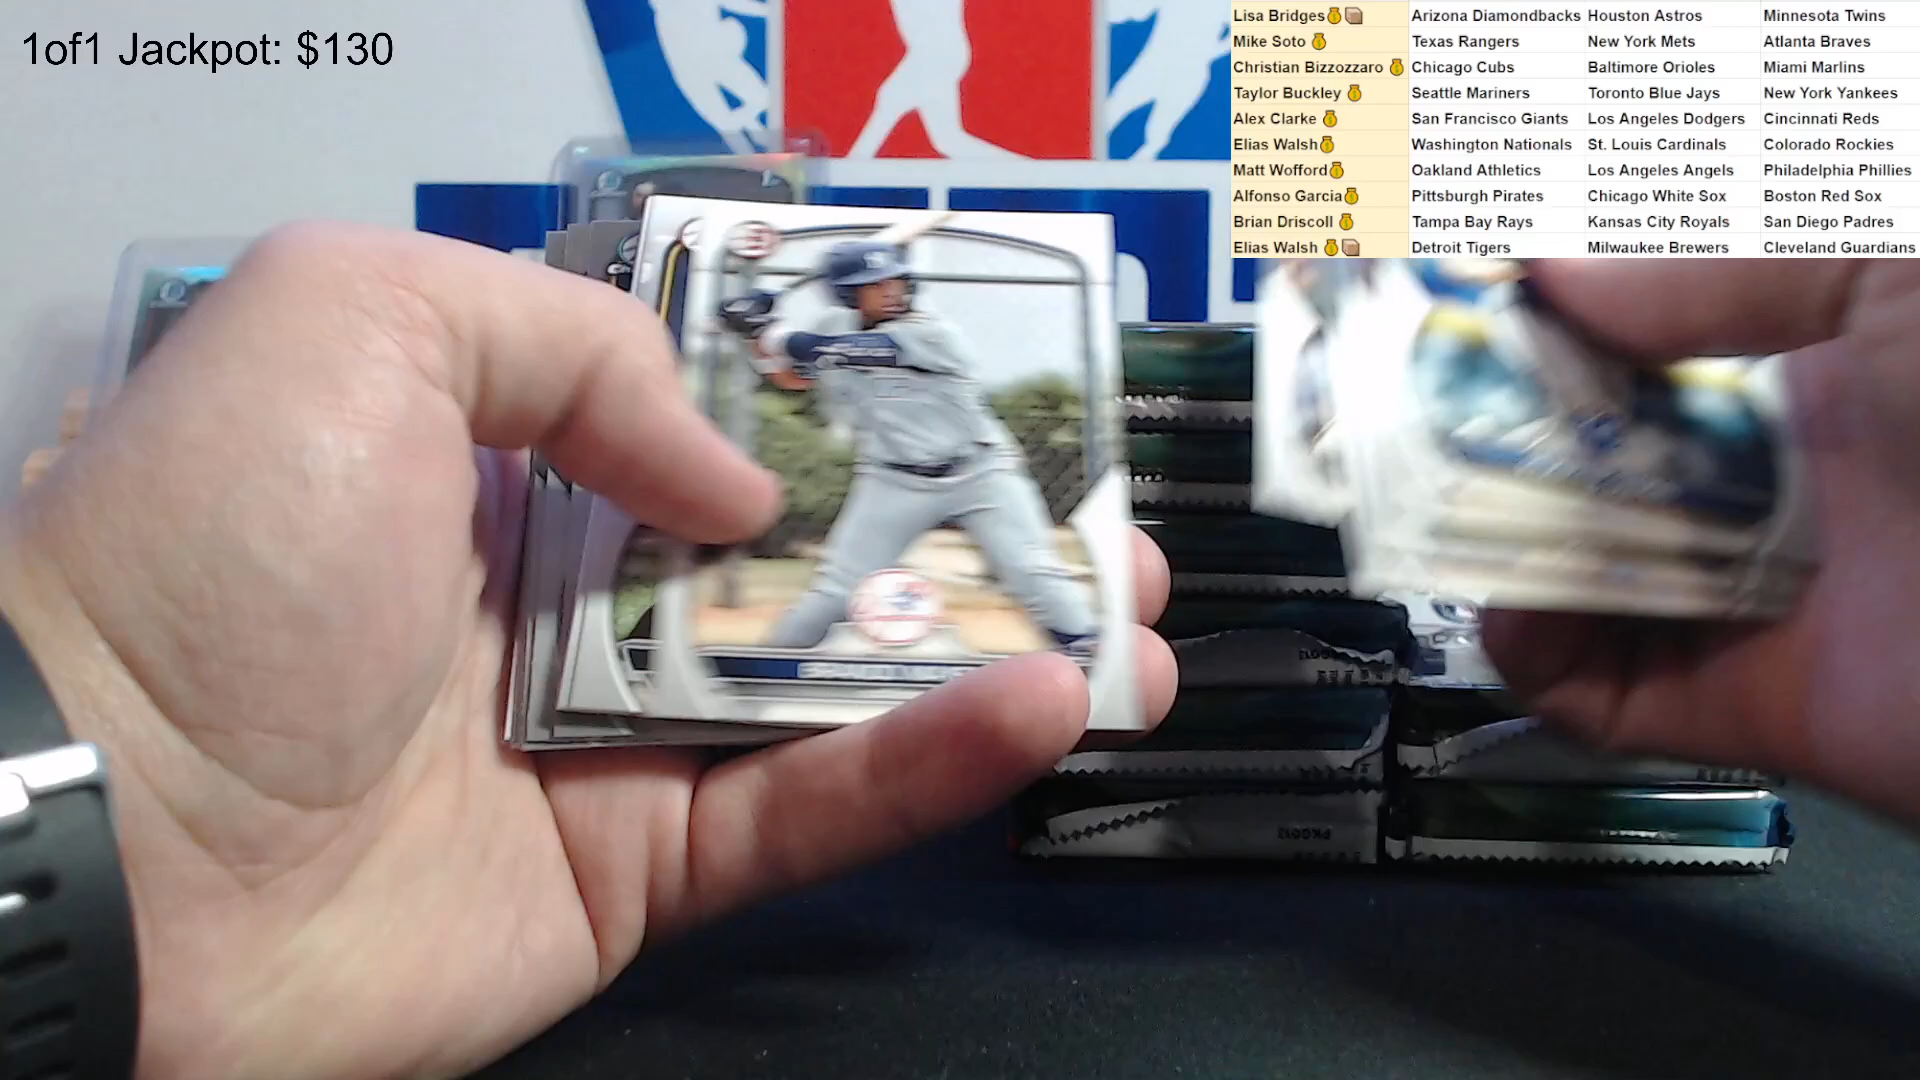 1of1 Jackpot: $130
Lisa Bridges Arizona Diamondbacks Houston Astros Minnesota Twins
Mike Soto Texas Rangers New York Mets Atlanta Braves
Christian Bizzozzaro Chicago Cubs Baltimore Orioles Miami Marlins
Taylor Buckley Seattle Mariners Toronto Blue Jays New York Yankees
Alex Clarke San Francisco Giants Los Angeles Dodgers Cincinnati Reds
Elias Walsh Washington Nationals St. Louis Cardinals Colorado Rockies
Matt Wofford Oakland Athletics Los Angeles Angels Philadelphia Phillies
Alfonso Garcia Pittsburgh Pirates Chicago White Sox Boston Red Sox
Brian Driscoll Tampa Bay Rays Kansas City Royals San Diego Padres
Elias Walsh Detroit Tigers Milwaukee Brewers Cleveland Guardians
PKG013